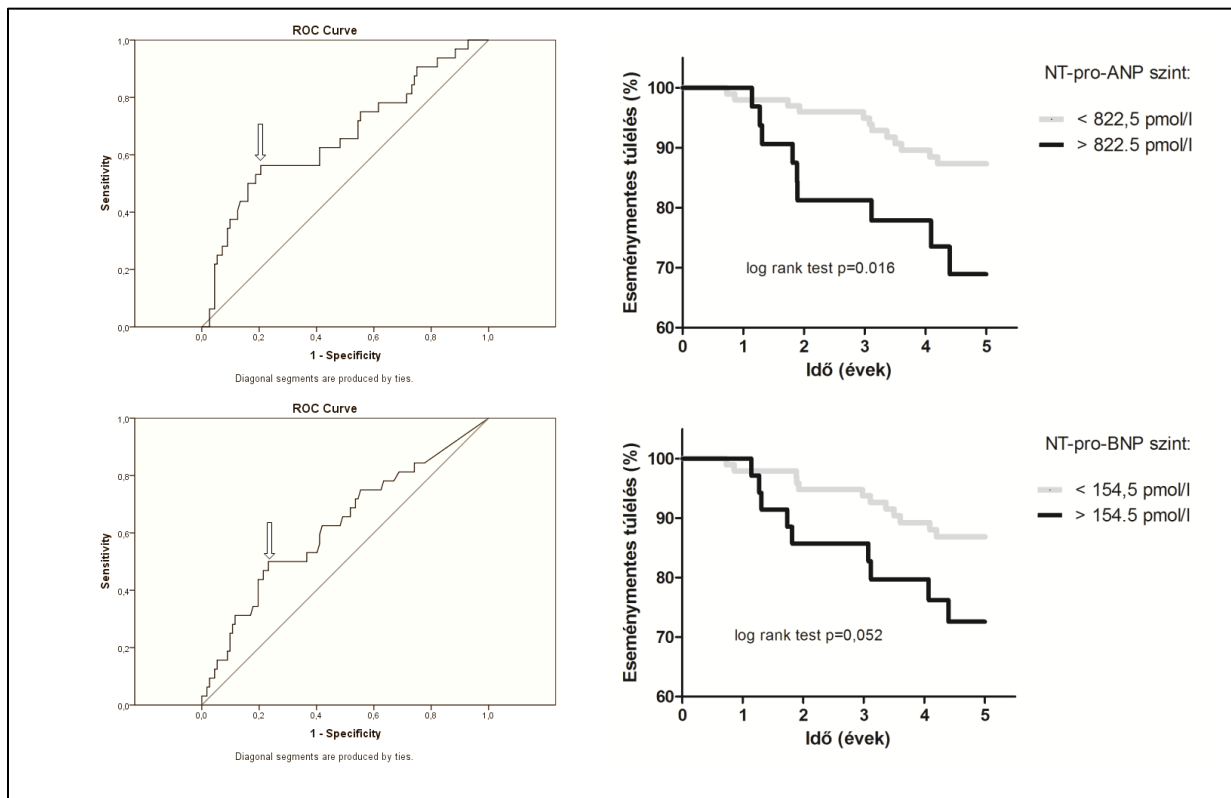 ROC Curve
1,0
0,8
0,6
0,4
0,2
0,0
Sensitivity
0,0 0,2 0,4 0,6 0,8 1,0
1 - Specificity
Diagonal segments are produced by ties.
NT-pro-ANP szint:
< 822,5 pmol/l
> 822.5 pmol/l
Eseménymentes túlélés (%)
100
90
80
70
60
log rank test p=0.016
0 1 2 3 4 5
Idő (évek)
ROC Curve
1,0
0,8
0,6
0,4
0,2
0,0
Sensitivity
0,0 0,2 0,4 0,6 0,8 1,0
1 - Specificity
Diagonal segments are produced by ties.
NT-pro-BNP szint:
< 154,5 pmol/l
> 154.5 pmol/l
Eseménymentes túlélés (%)
100
90
80
70
60
log rank test p=0,052
0 1 2 3 4 5
Idő (évek)